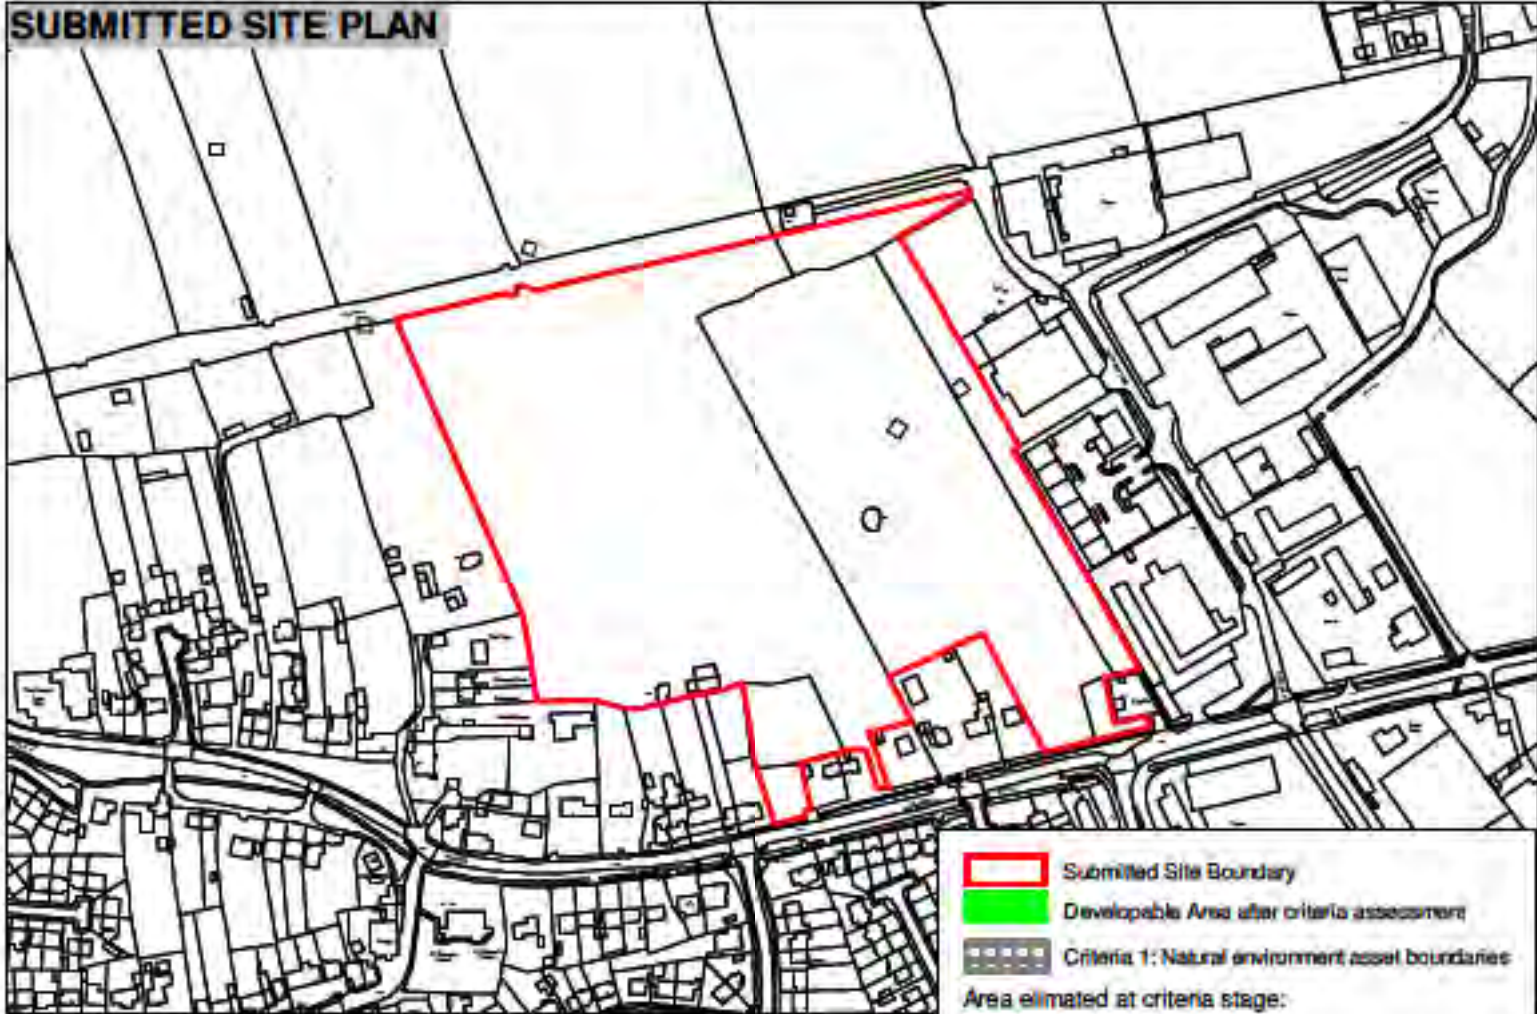 SUBMITTED SITE PLAN
Submitted Site Boundary
Developable Area after criteria assessment
Criteria 1: Natural environment asset boundaries
Area elimated at criteria stage: